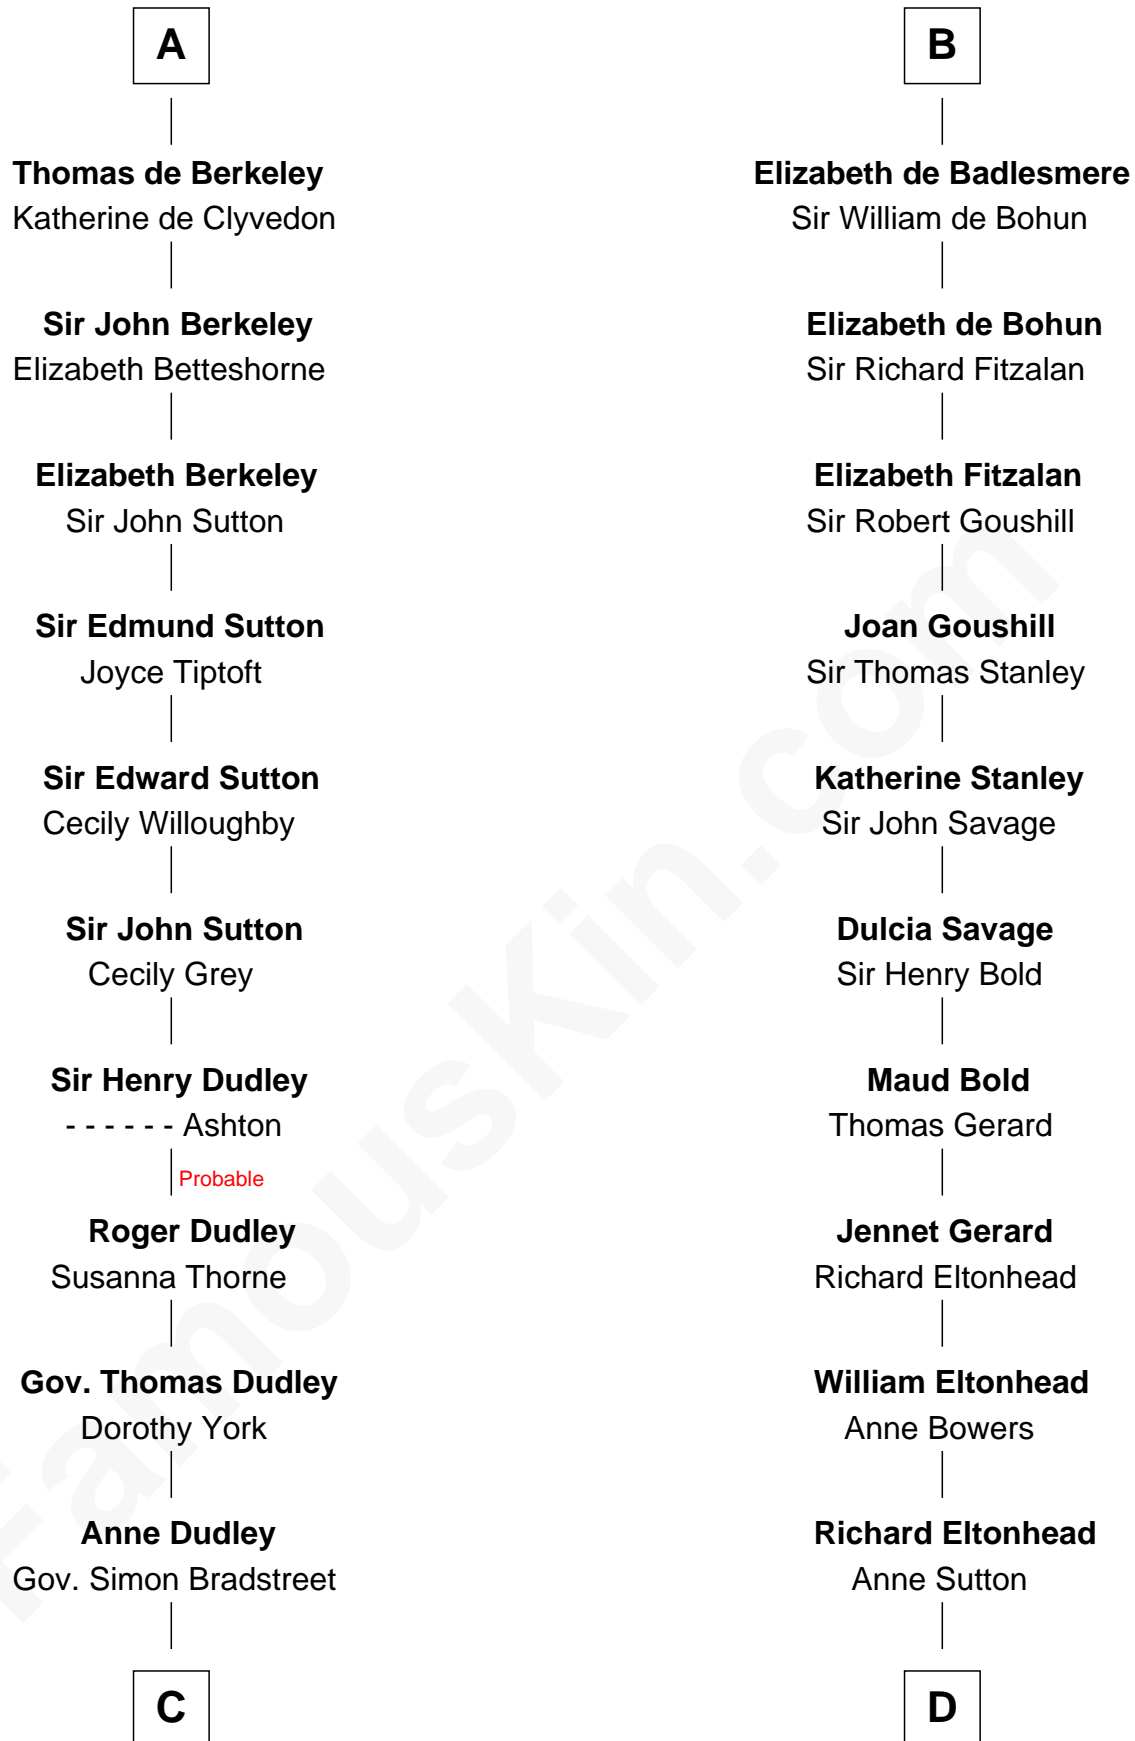 A
Thomas de Berkeley
Katherine de Clyvedon
Sir John Berkeley
Elizabeth Betteshorne
Elizabeth Berkeley
Sir John Sutton
Sir Edmund Sutton
Joyce Tiptoft
Sir Edward Sutton
Cecily Willoughby
Sir John Sutton
Cecily Grey
Sir Henry Dudley
- - - - - - Ashton
Probable
Roger Dudley
Susanna Thorne
Gov. Thomas Dudley
Dorothy York
Anne Dudley
Gov. Simon Bradstreet
C
B
Elizabeth de Badlesmere
Sir William de Bohun
Elizabeth de Bohun
Sir Richard Fitzalan
Elizabeth Fitzalan
Sir Robert Goushill
Joan Goushill
Sir Thomas Stanley
Katherine Stanley
Sir John Savage
Dulcia Savage
Sir Henry Bold
Maud Bold
Thomas Gerard
Jennet Gerard
Richard Eltonhead
William Eltonhead
Anne Bowers
Richard Eltonhead
Anne Sutton
D
FamousKin.com